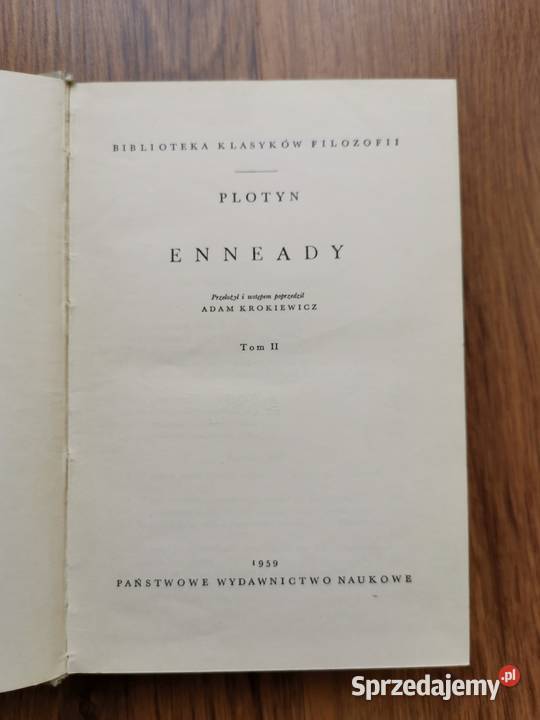 BIBLIOTEKA KLASYKÓW FILOZOFII
PLOTYN
ENNEADY
Przełożył i wstępem poprzedził
ADAM KROKIEWICZ
Tom II
1959
PAŃSTWOWE WYDAWNICTWO NAUKOWE
Sprzedajemy.pl